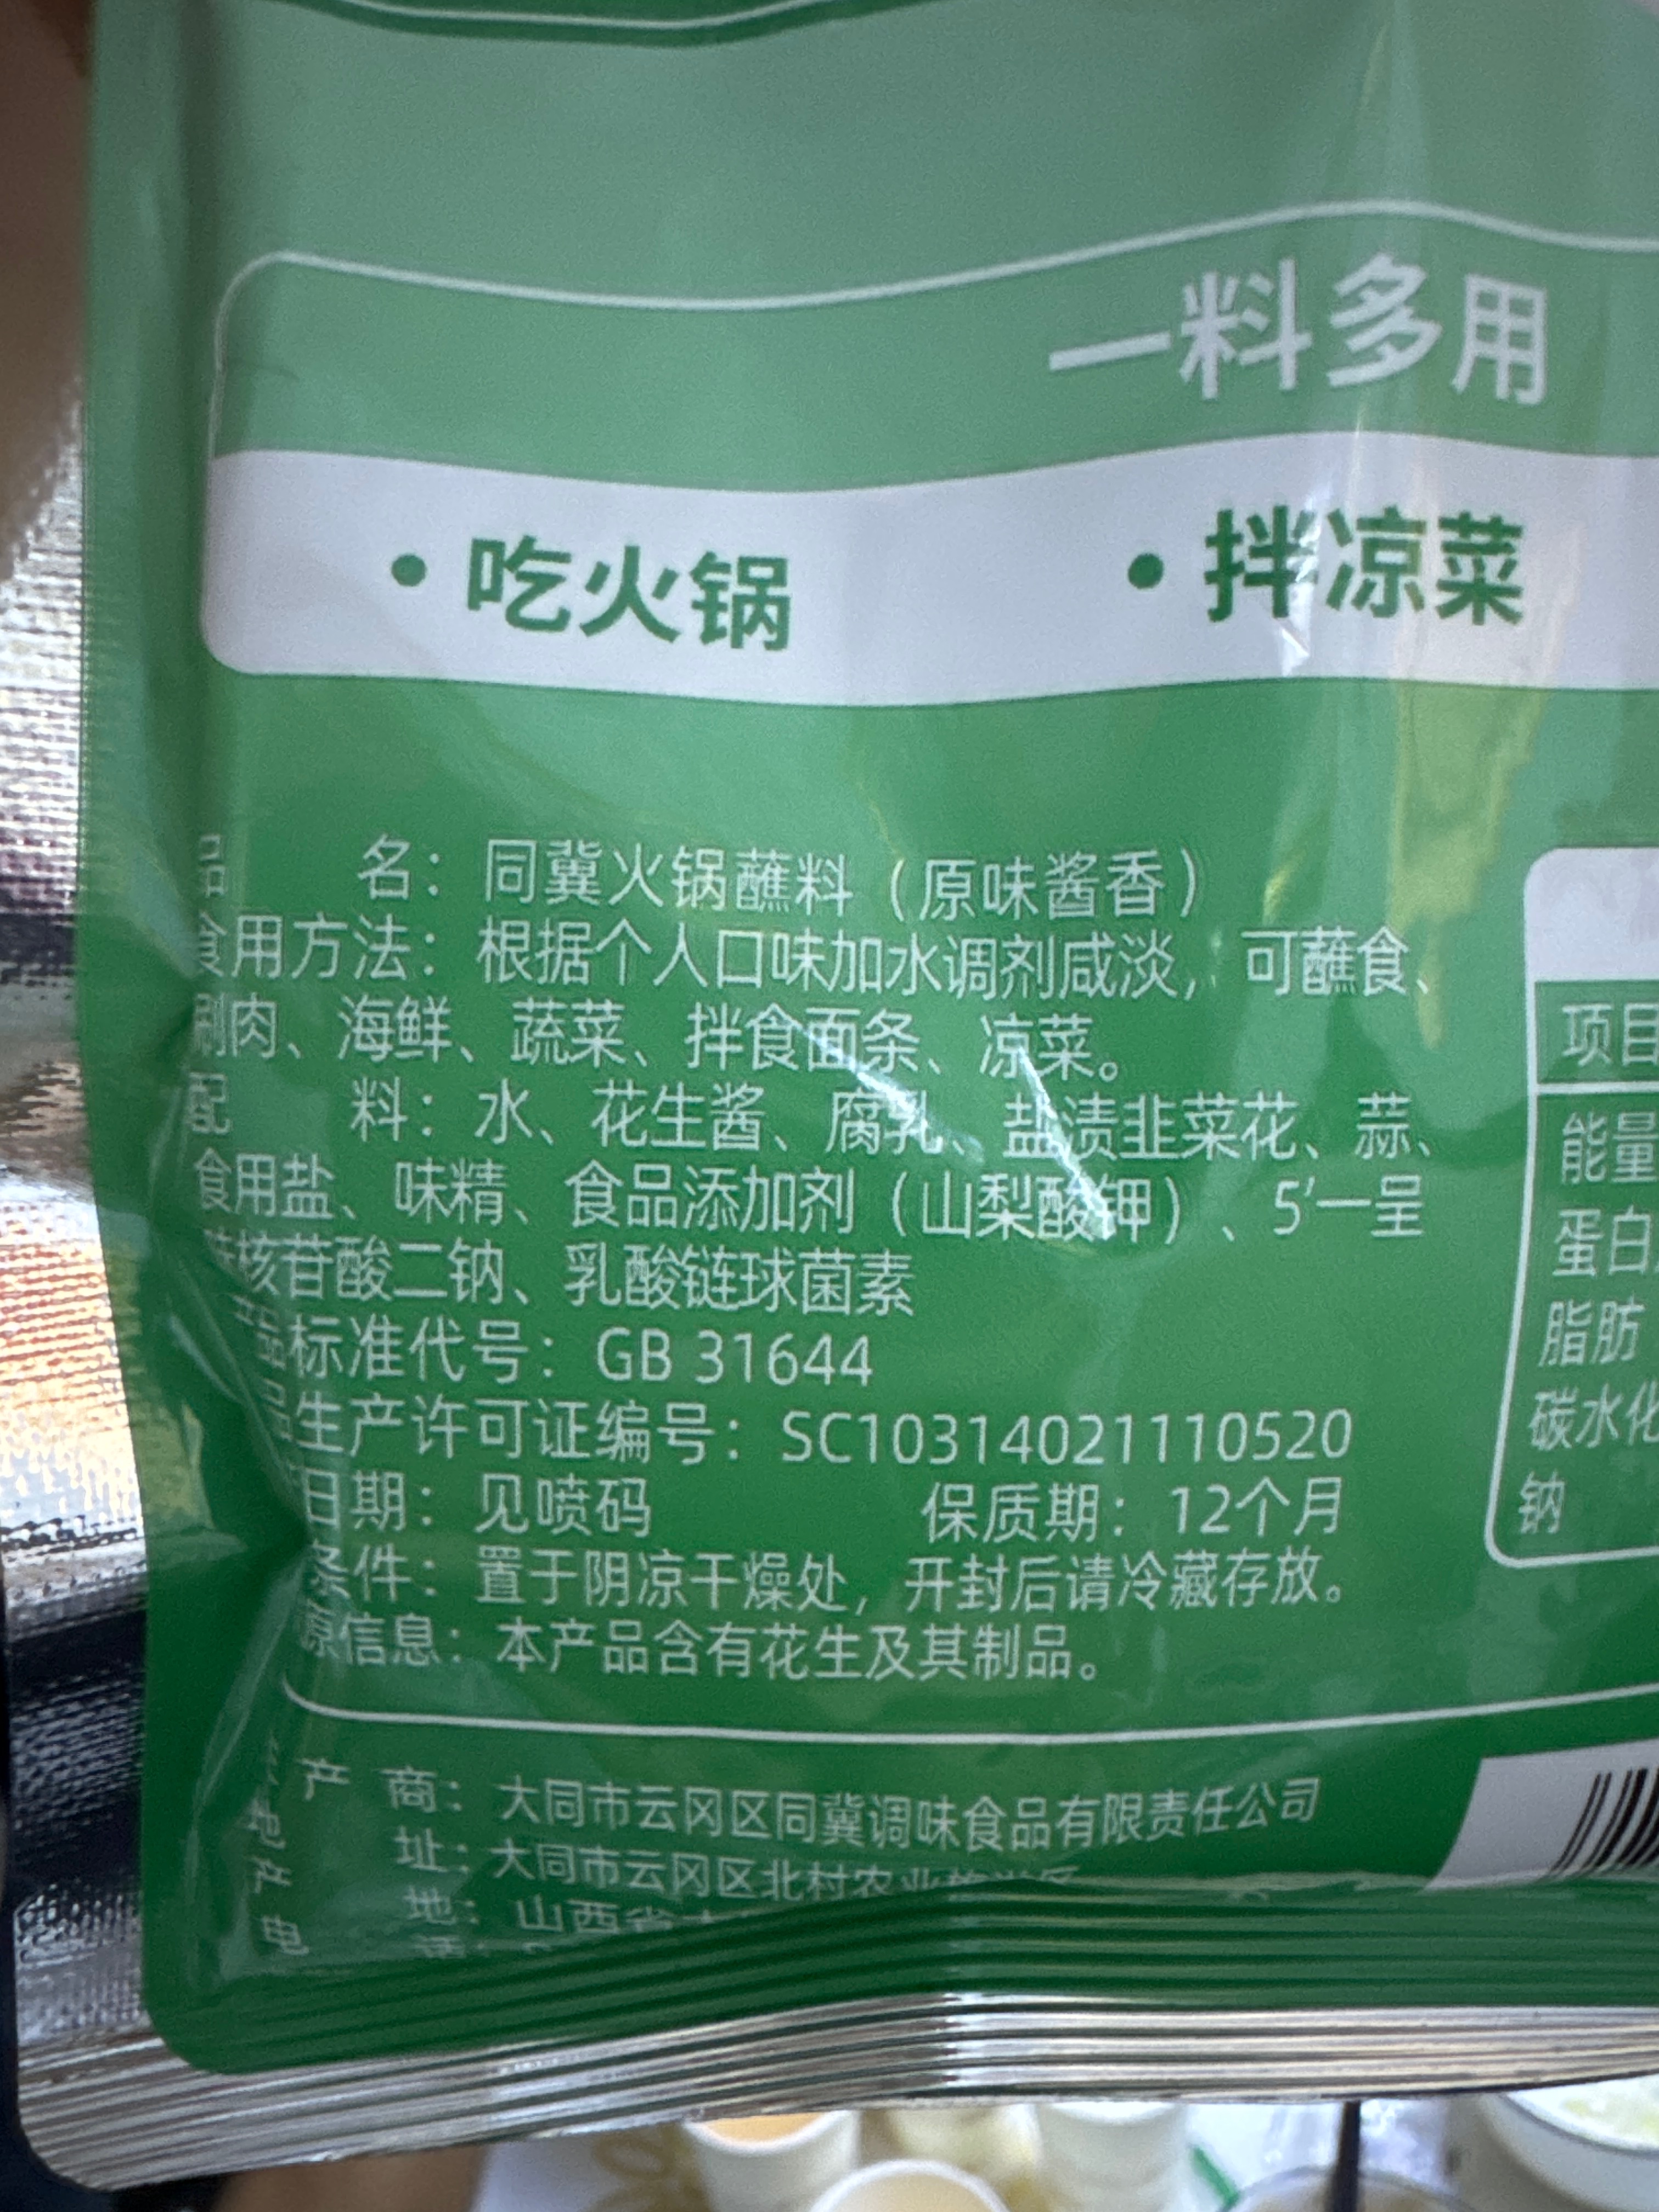 一料多用
• 吃火锅 • 拌凉菜
品 名：同冀火锅蘸料（原味酱香）
食用方法：根据个人口味加水调剂咸淡，可蘸食、
涮肉、海鲜、蔬菜、拌食面条、凉菜。
配 料：水、花生酱、腐乳、盐渍韭菜花、蒜、
食用盐、味精、食品添加剂（山梨酸钾）、5′一呈
核苷酸二钠、乳酸链球菌素
产品标准代号：GB 31644
品生产许可证编号：SC10314021110520
日期：见喷码 保质期：12个月
条件：置于阴凉干燥处，开封后请冷藏存放。
源信息：本产品含有花生及其制品。
项目
能量
蛋白
脂肪
碳水化
钠
产 商：大同市云冈区同冀调味食品有限责任公司
地 址：大同市云冈区北村农业
产 地：山西省
电